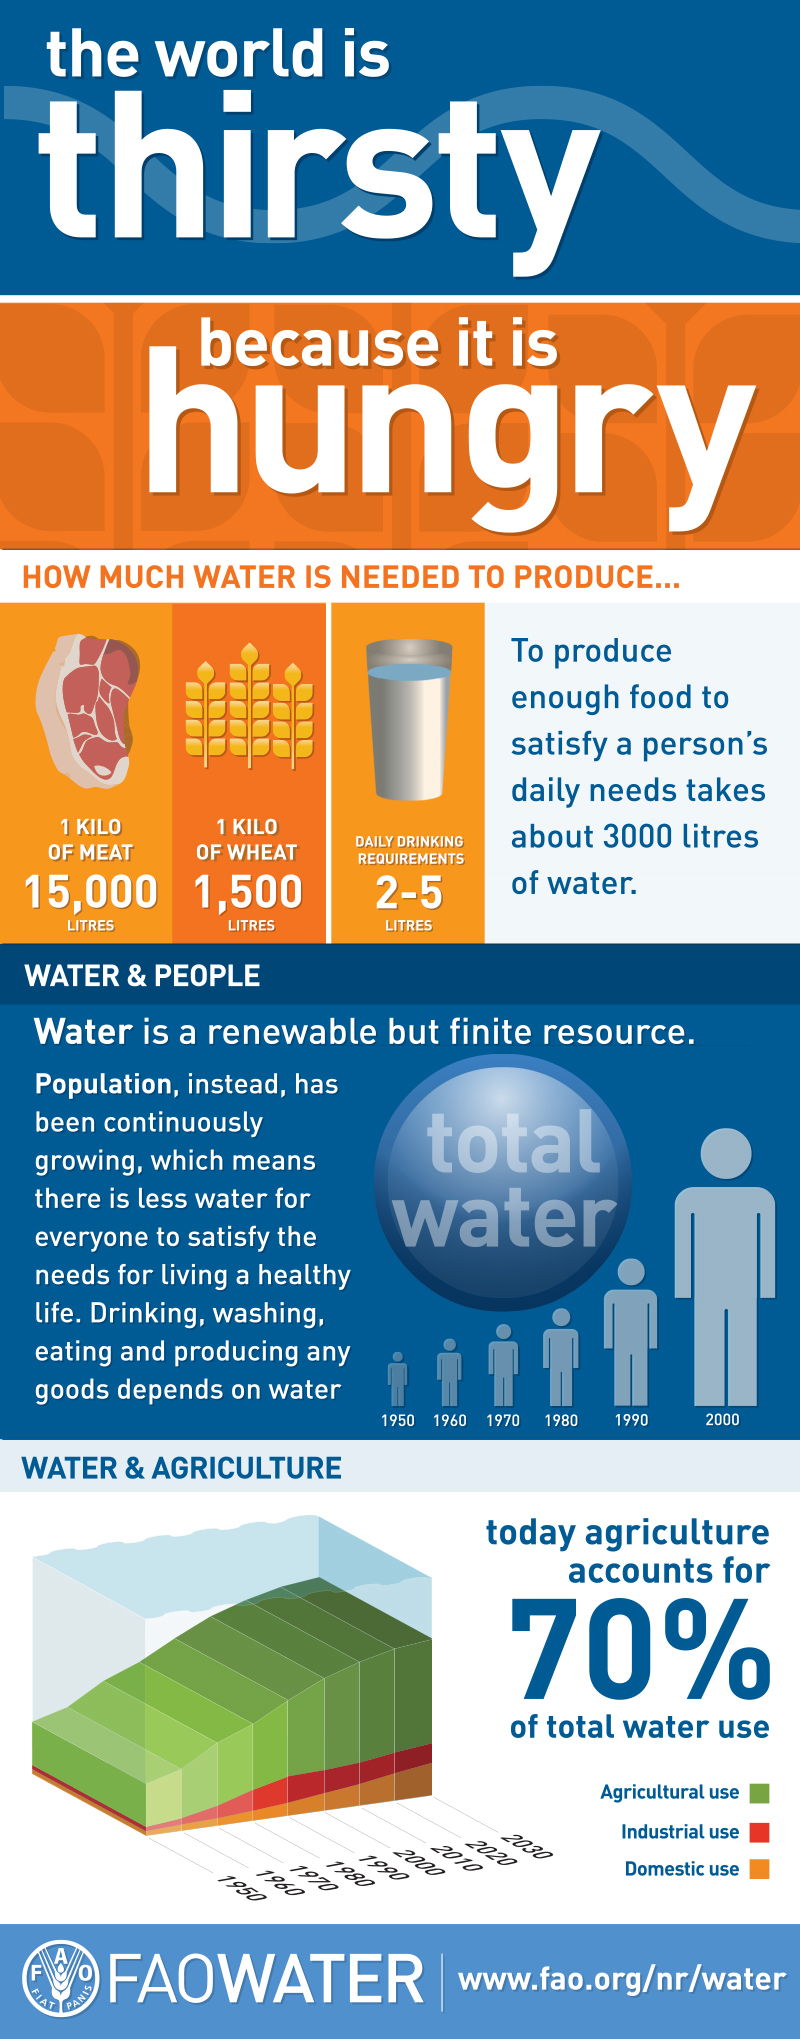 the world is
thirsty
because it is
hungry
HOW MUCH WATER IS NEEDED TO PRODUCE...
1 KILO
OF MEAT
15,000
LITRES
1 KILO
OF WHEAT
1,500
LITRES
DAILY DRINKING
REQUIREMENTS
2-5
LITRES
To produce
enough food to
satisfy a person's
daily needs takes
about 3000 litres
of water.
WATER & PEOPLE
Water is a renewable but finite resource.
Population, instead, has
been continuously
growing, which means
there is less water for
everyone to satisfy the
needs for living a healthy
life. Drinking, washing,
eating and producing any
goods depends on water
total
water
1950 1960 1970 1980 1990 2000
WATER & AGRICULTURE
today agriculture
accounts for
70%
of total water use
Agricultural use
Industrial use
Domestic use
1950
1960
1970
1980
1990
2000
2010
2020
2030
F A O
FIAT PANIS
FAOWATER
www.fao.org/nr/water